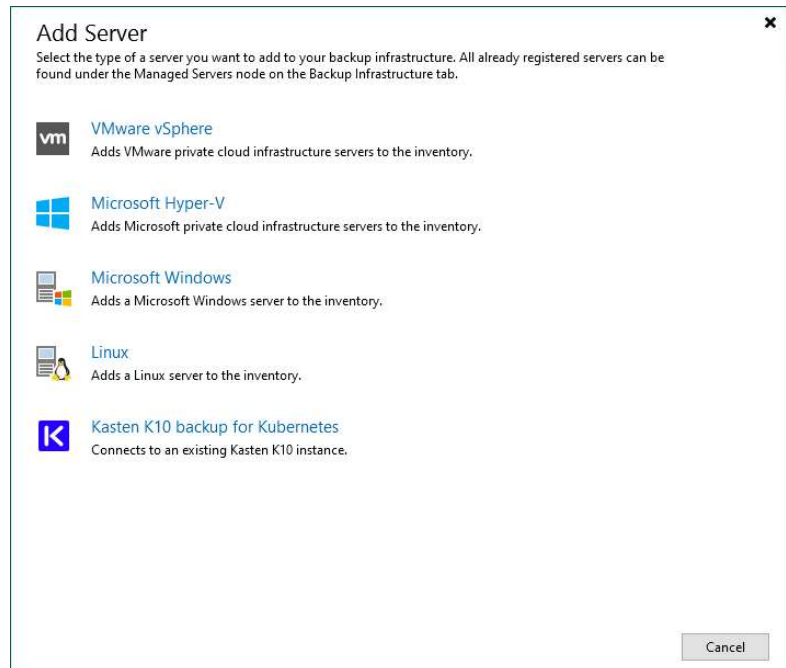 Add Server
Select the type of a server you want to add to your backup infrastructure. All already registered servers can be
found under the Managed Servers node on the Backup Infrastructure tab.
vm
VMware vSphere
Adds VMware private cloud infrastructure servers to the inventory.
Microsoft Hyper-V
Adds Microsoft private cloud infrastructure servers to the inventory.
Microsoft Windows
Adds a Microsoft Windows server to the inventory.
Linux
Adds a Linux server to the inventory.
K
Kasten K10 backup for Kubernetes
Connects to an existing Kasten K10 instance.
Cancel